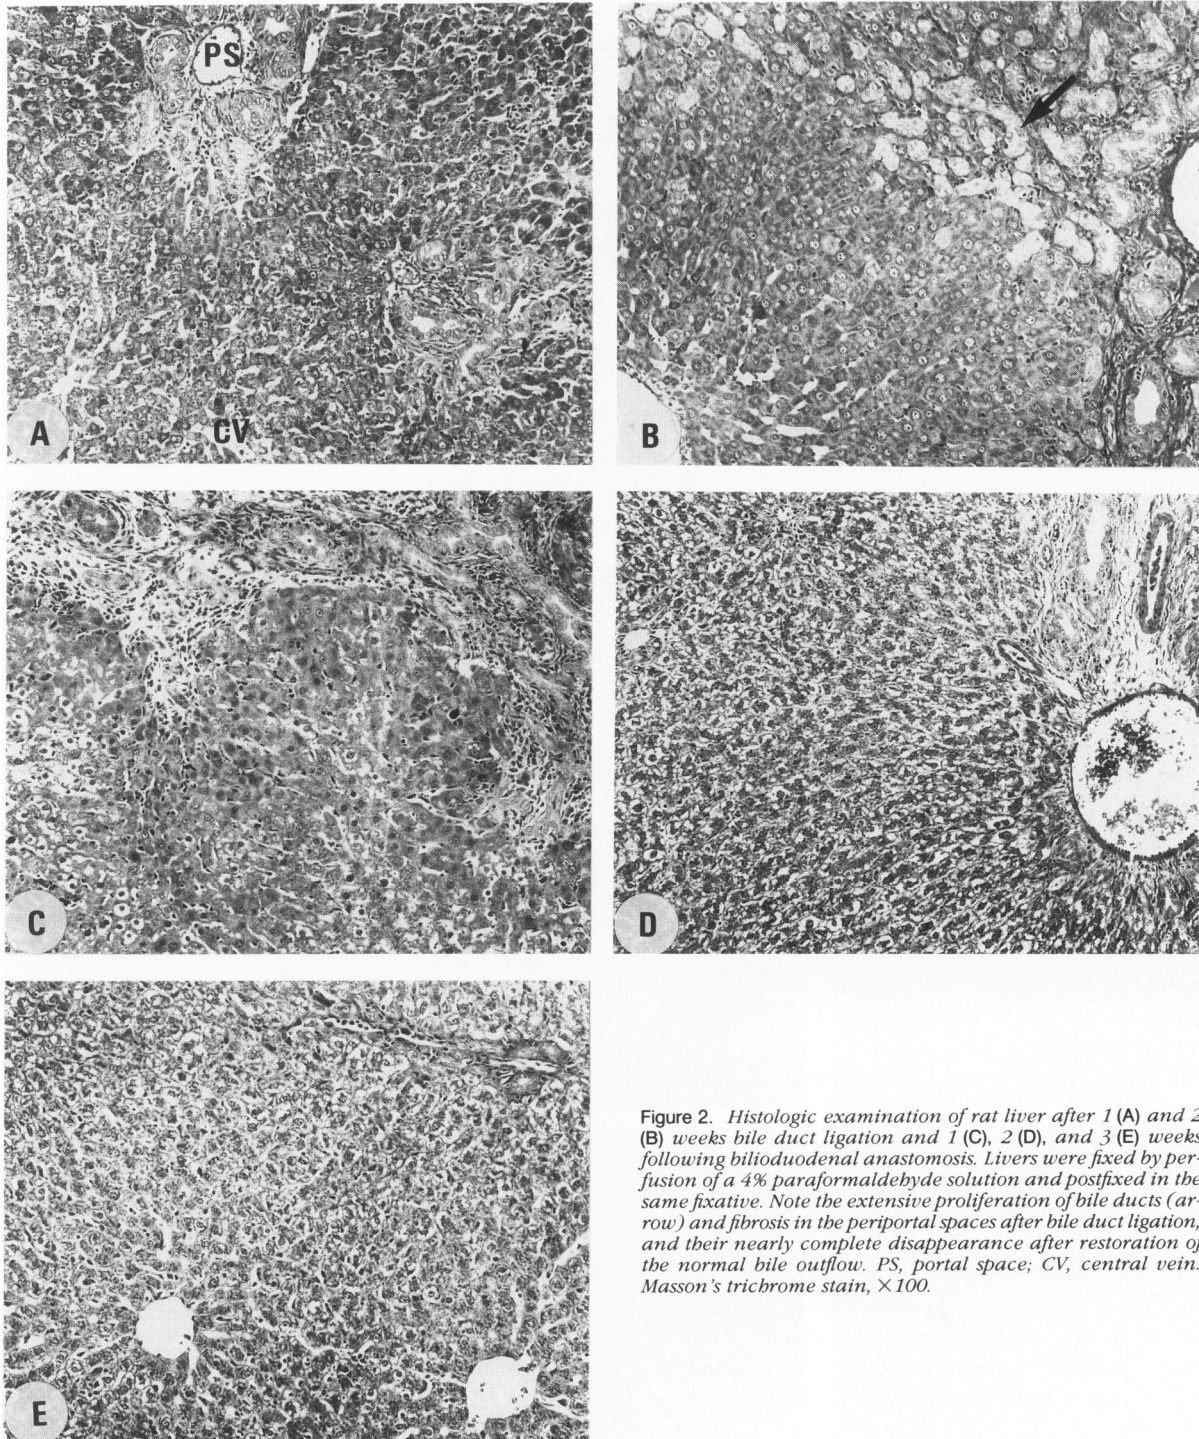 PS
A
CV
B
C
D
E
Figure 2. Histologic examination of rat liver after 1 (A) and 2
(B) weeks bile duct ligation and 1 (C), 2 (D), and 3 (E) weeks
following bilioduodenal anastomosis. Livers were fixed by per-
fusion of a 4% paraformaldehyde solution and postfixed in the
same fixative. Note the extensive proliferation of bile ducts (ar-
row) and fibrosis in the periportal spaces after bile duct ligation,
and their nearly complete disappearance after restoration of
the normal bile outflow. PS, portal space; CV, central vein.
Masson's trichrome stain, ×100.